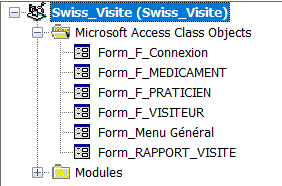 Swiss_Visite (Swiss_Visite)
Microsoft Access Class Objects
Form_F_Connexion
Form_F_MEDICAMENT
Form_F_PRATICIEN
Form_F_VISITEUR
Form_Menu Général
Form_RAPPORT_VISITE
Modules